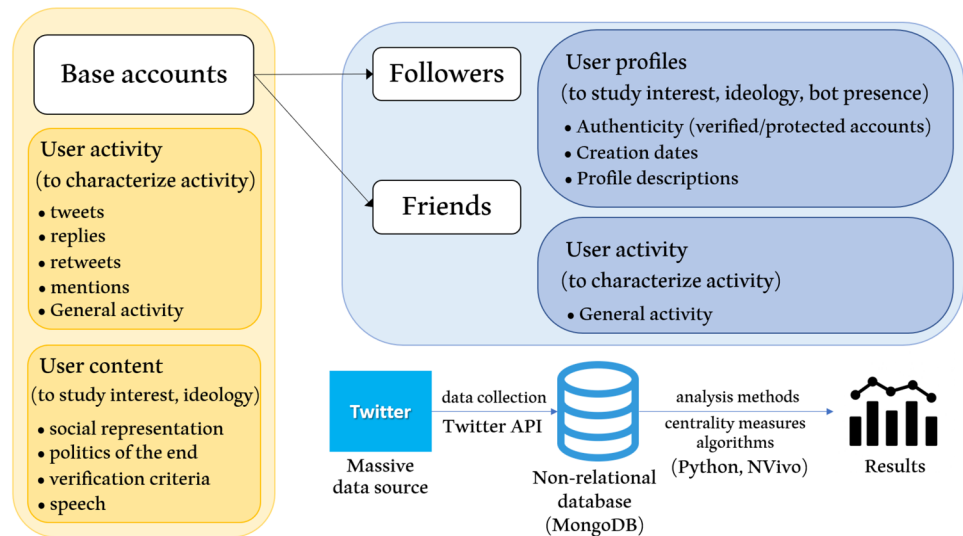 Base accounts
User activity
(to characterize activity)
• tweets
• replies
• retweets
• mentions
• General activity
User content
(to study interest, ideology)
• social representation
• politics of the end
• verification criteria
• speech
Followers
Friends
User profiles
(to study interest, ideology, bot presence)
• Authenticity (verified/protected accounts)
• Creation dates
• Profile descriptions
User activity
(to characterize activity)
• General activity
Twitter
Massive
data source
data collection
Twitter API
Non-relational
database
(MongoDB)
analysis methods
centrality measures
algorithms
(Python, NVivo)
Results